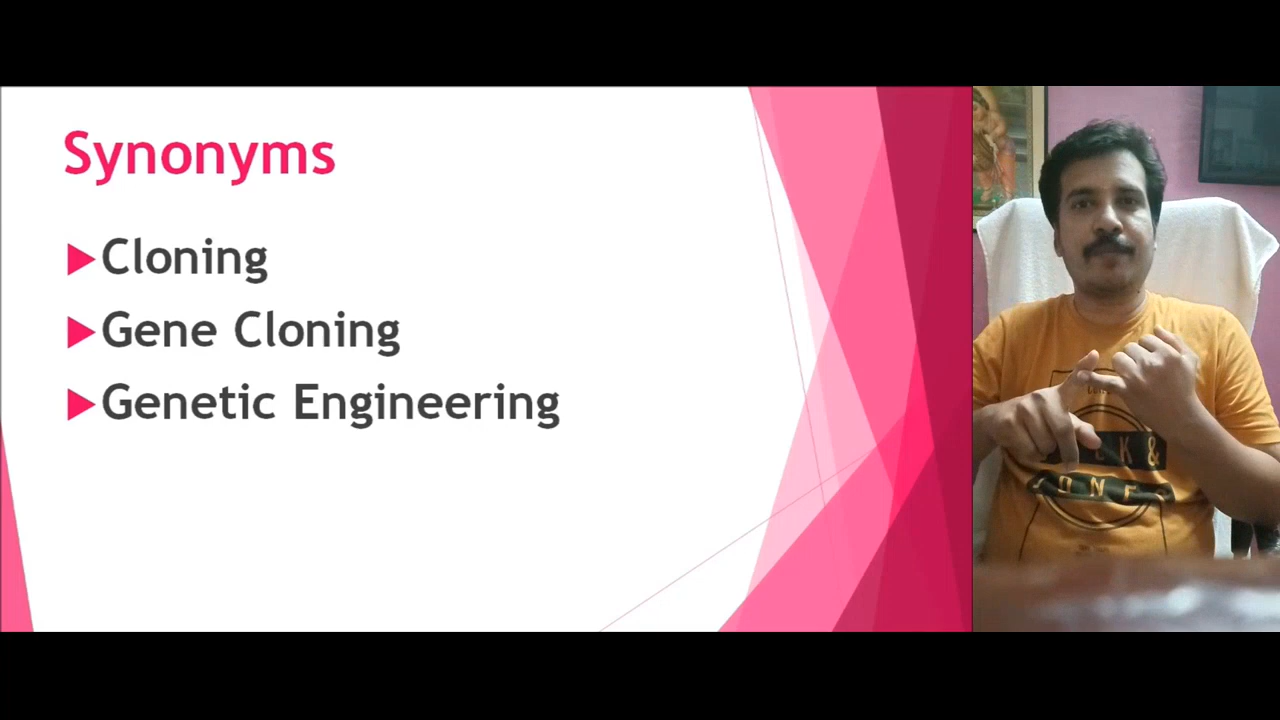 Synonyms
Cloning
Gene Cloning
Genetic Engineering